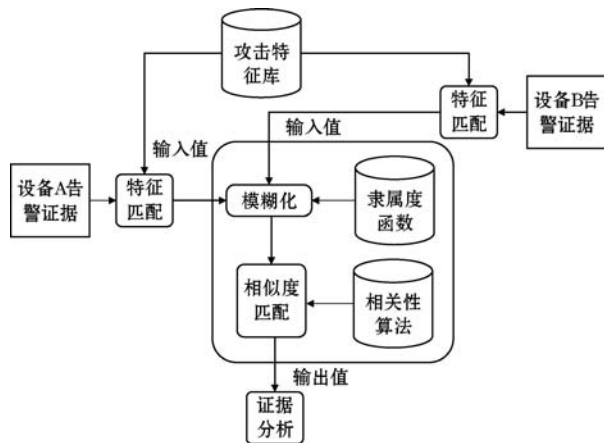 攻击特
征库
特征
匹配
设备B告
警证据
输入值
输入值
设备A告
警证据
特征
匹配
模糊化
隶属度
函数
相似度
匹配
相关性
算法
输出值
证据
分析